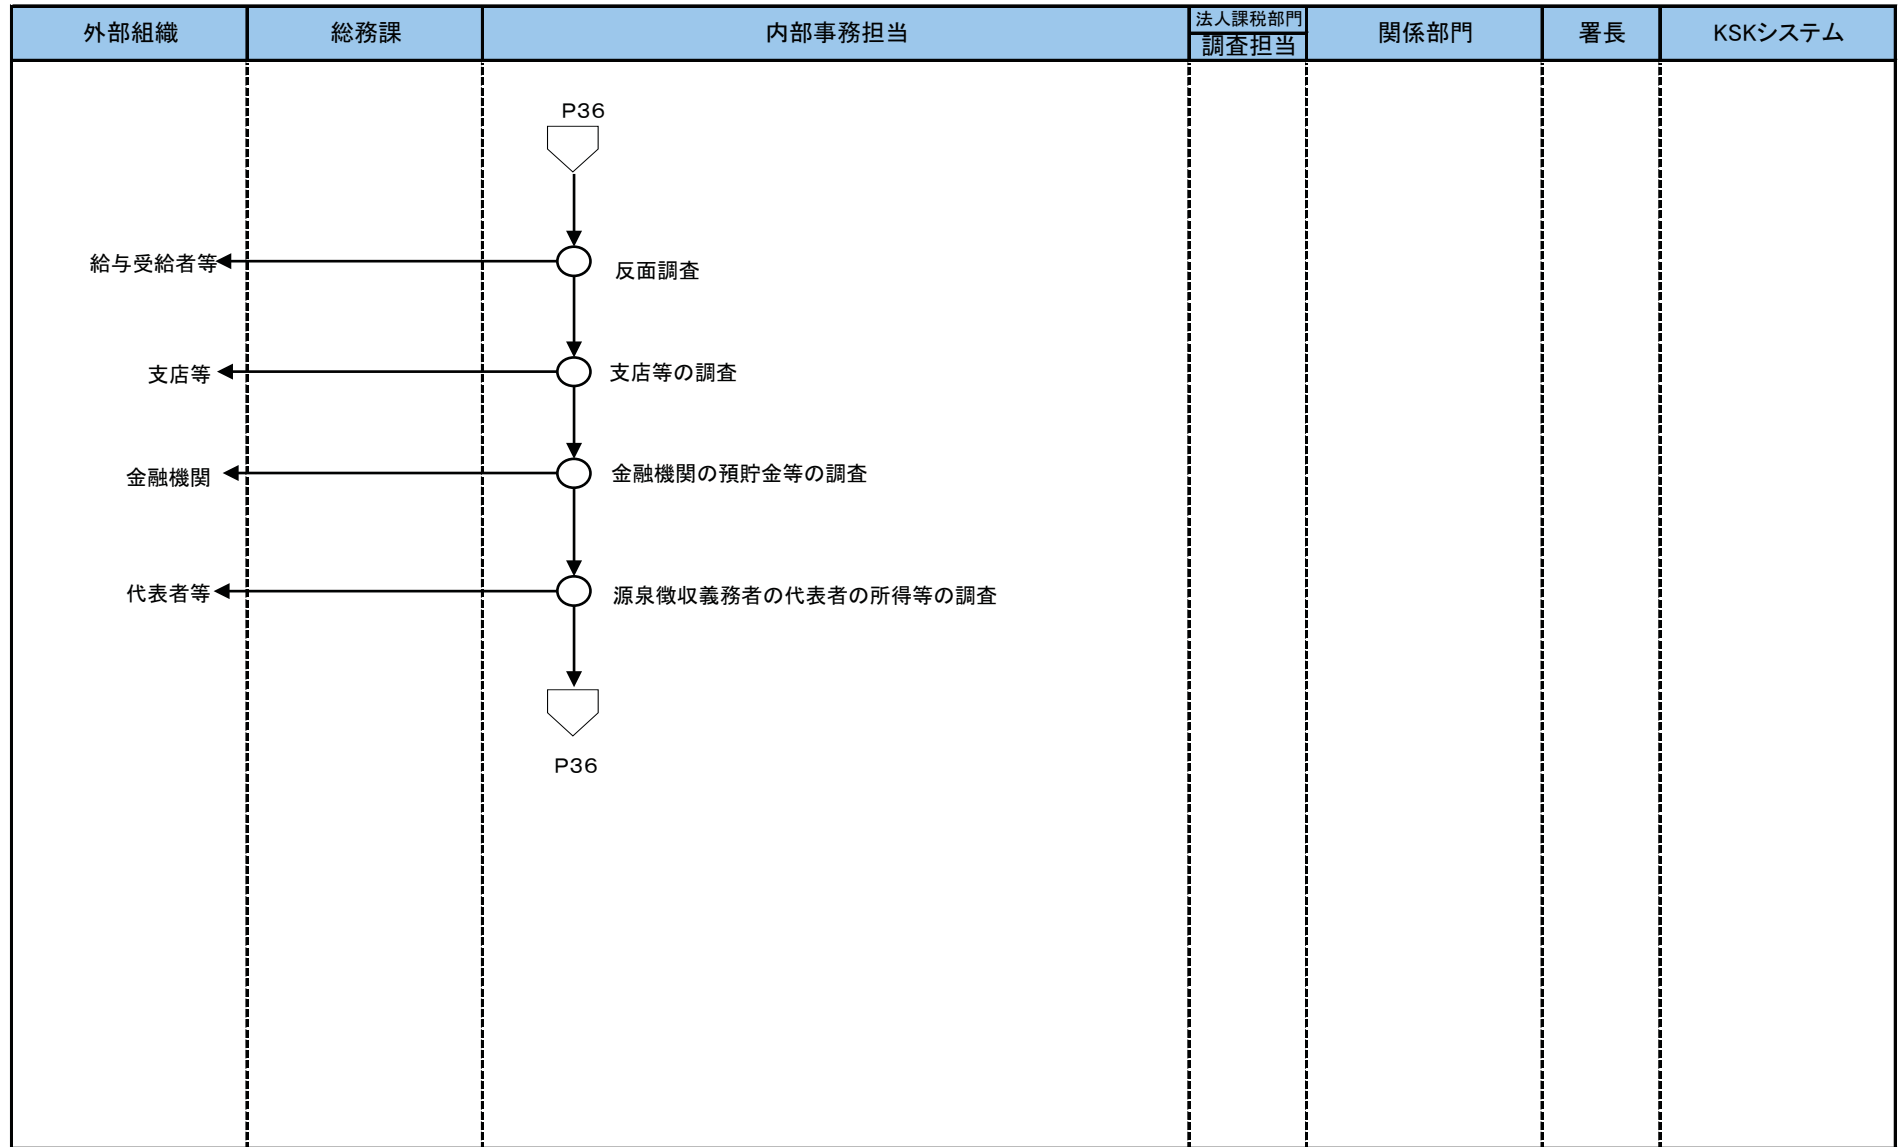 外部組織
総務課
内部事務担当
法人課税部門
調査担当
関係部門
署長
KSKシステム
P36
給与受給者等
反面調査
支店等
支店等の調査
金融機関
金融機関の預貯金等の調査
代表者等
源泉徴収義務者の代表者の所得等の調査
P36